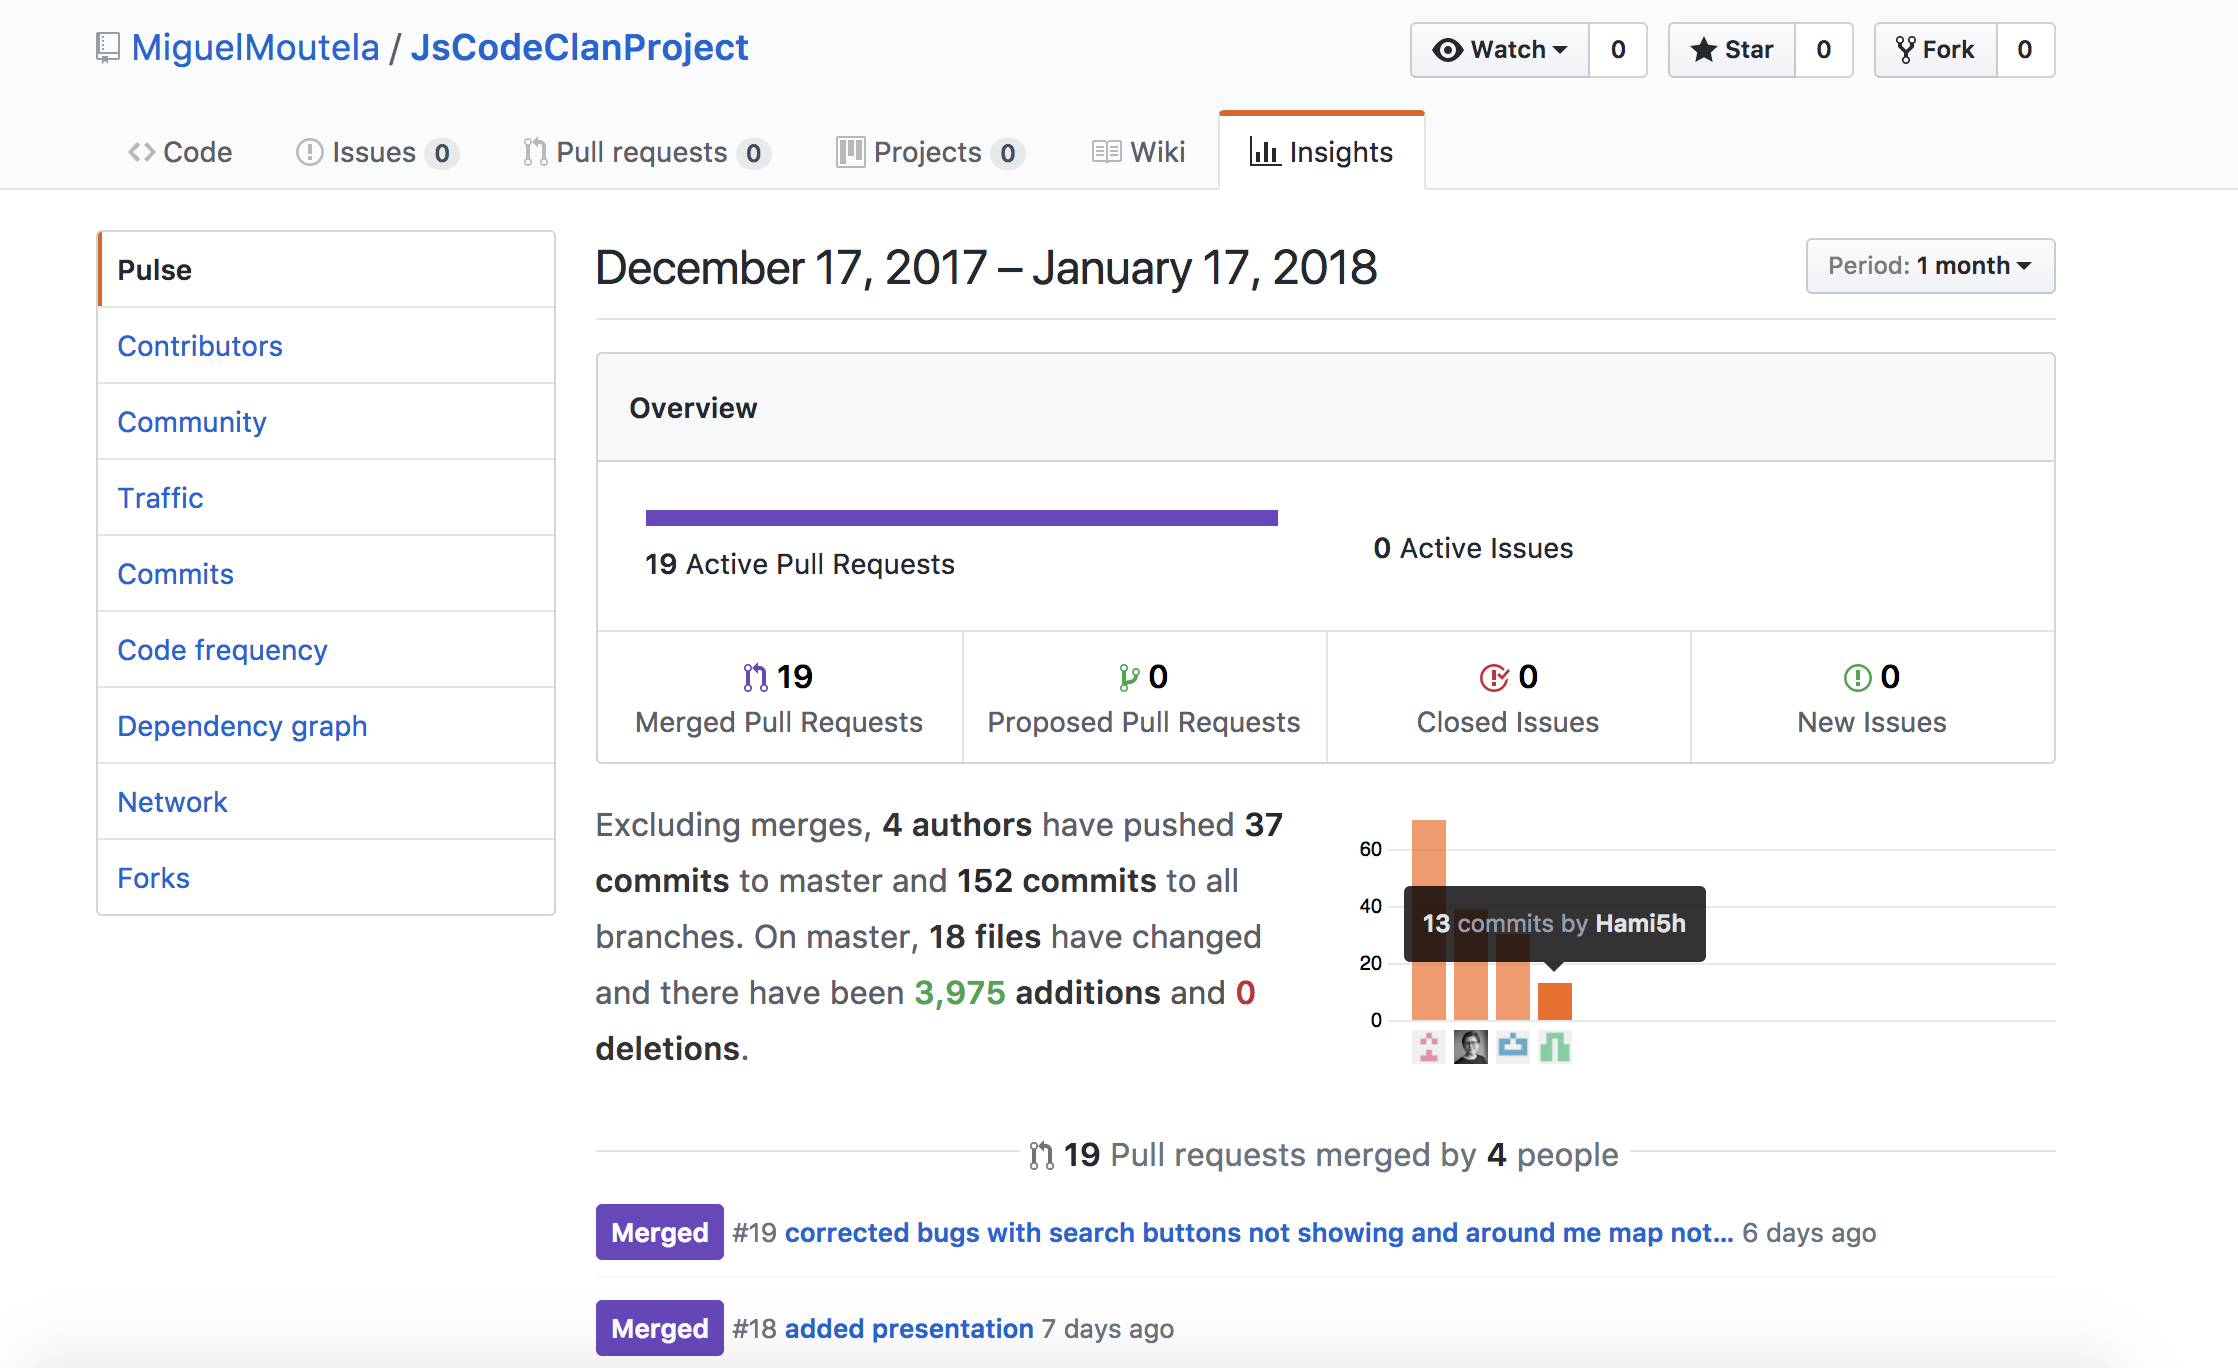 MiguelMoutela / JsCodeClanProject
Watch 0 Star 0 Fork 0
Code Issues 0 Pull requests 0 Projects 0 Wiki Insights
Pulse
Contributors
Community
Traffic
Commits
Code frequency
Dependency graph
Network
Forks
December 17, 2017 – January 17, 2018
Period: 1 month
Overview
19 Active Pull Requests
0 Active Issues
19
Merged Pull Requests
0
Proposed Pull Requests
0
Closed Issues
0
New Issues
Excluding merges, 4 authors have pushed 37
commits to master and 152 commits to all
branches. On master, 18 files have changed
and there have been 3,975 additions and 0
deletions.
60
40
20
0
13 commits by Hami5h
19 Pull requests merged by 4 people
Merged #19 corrected bugs with search buttons not showing and around me map not... 6 days ago
Merged #18 added presentation 7 days ago